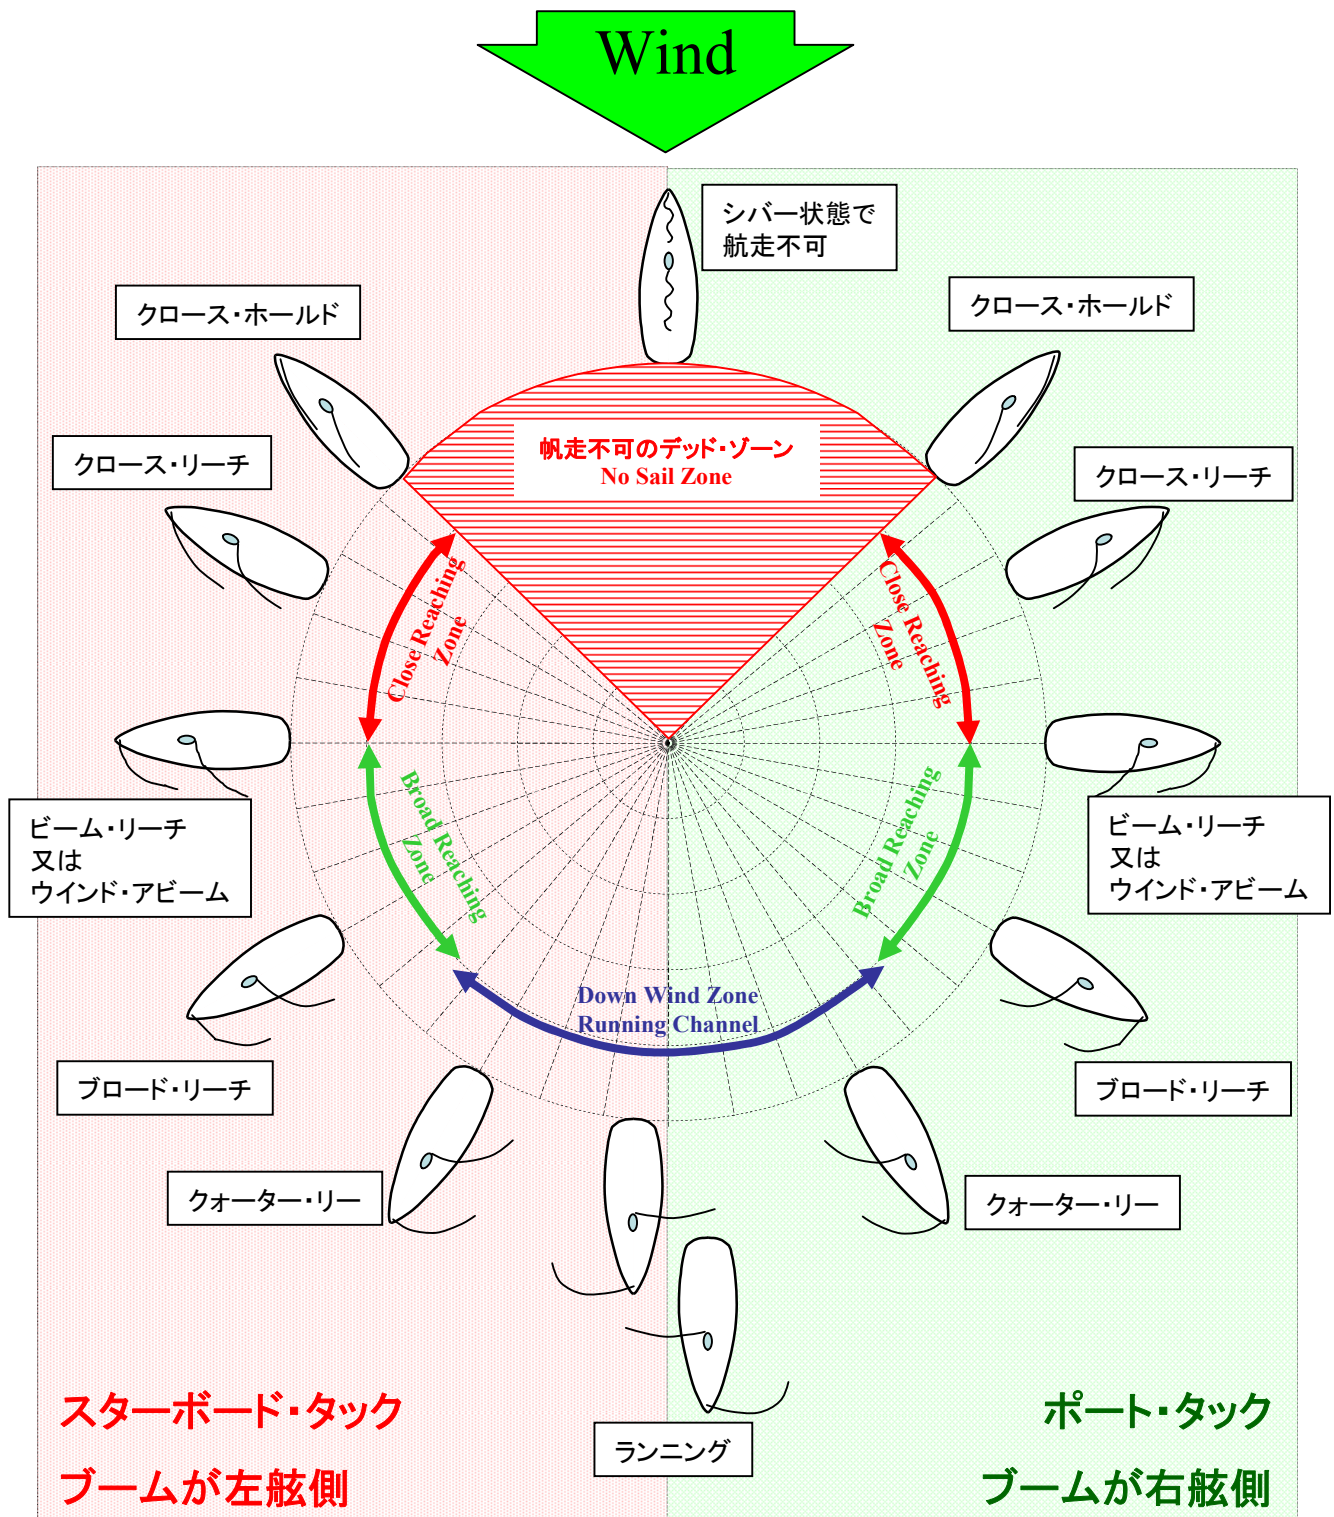 Wind
シバー状態で
航走不可
クロース・ホールド
クロース・ホールド
帆走不可のデッド・ゾーン
No Sail Zone
クロース・リーチ
クロース・リーチ
Close Reaching
Zone
Close Reaching
Zone
ビーム・リーチ
又は
ウインド・アビーム
ビーム・リーチ
又は
ウインド・アビーム
Broad Reaching
Zone
Broad Reaching
Zone
Down Wind Zone
Running Channel
ブロード・リーチ
ブロード・リーチ
クォーター・リー
クォーター・リー
ランニング
スターボード・タック
ブームが左舷側
ポート・タック
ブームが右舷側